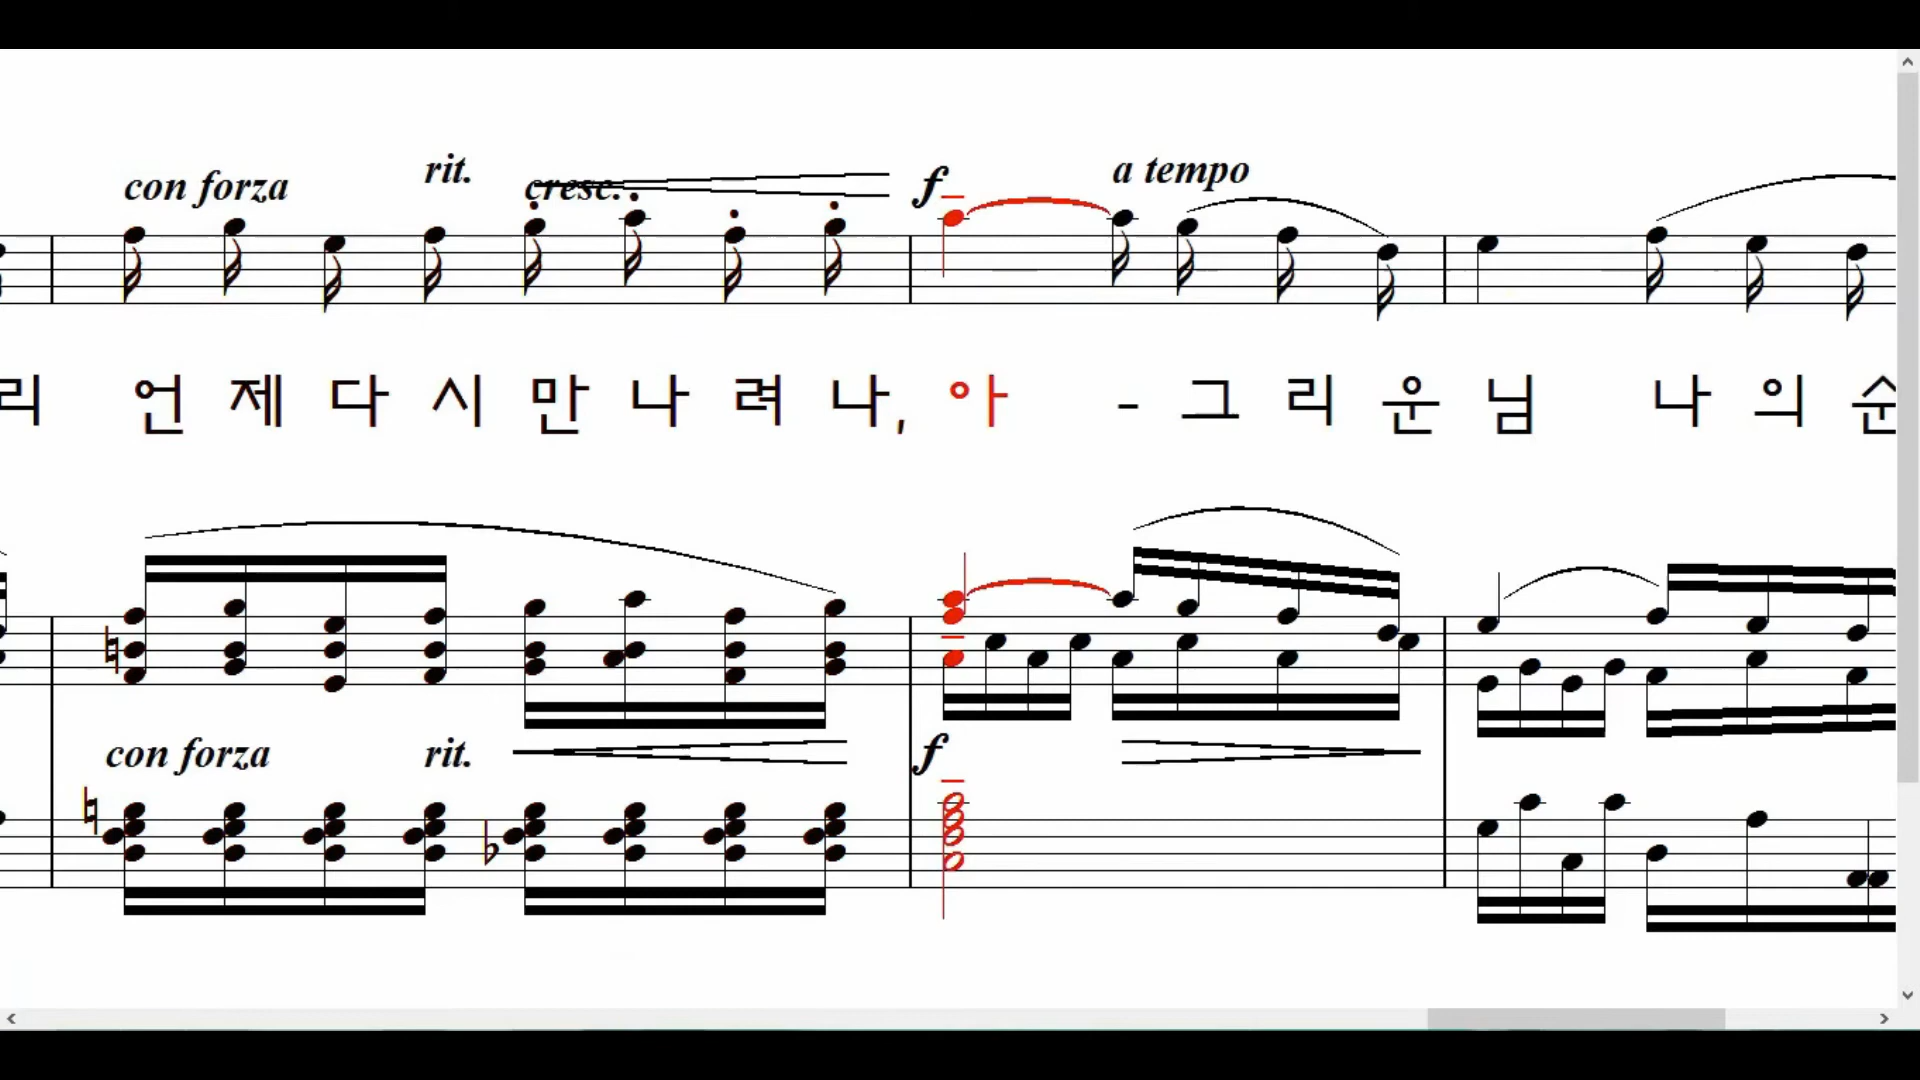 con forza rit. cresc. f a tempo
리 언 제 다 시 만 나 려 나, 아 - 그 리 운 님 나 의 순
con forza rit. f